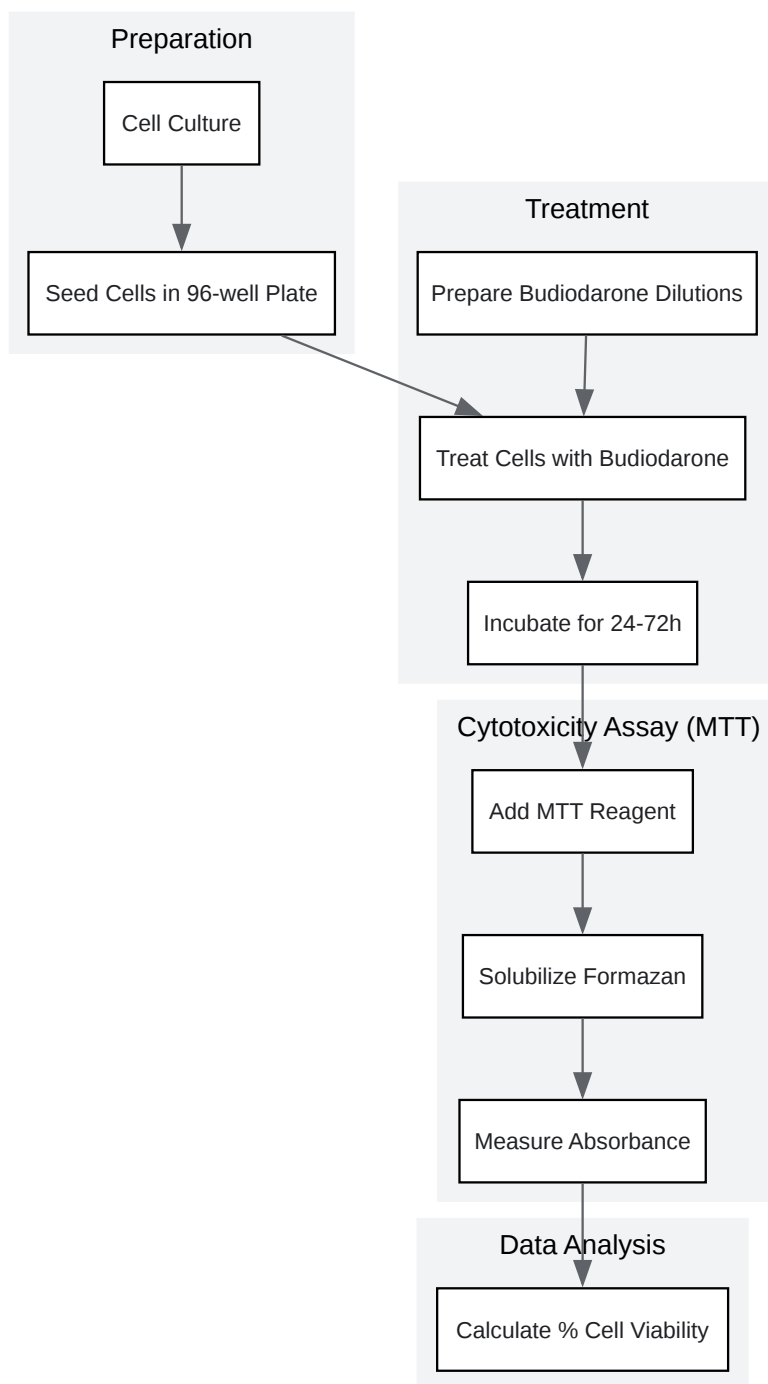 Preparation
Cell Culture
Seed Cells in 96-well Plate
Treatment
Prepare Budiodarone Dilutions
Treat Cells with Budiodarone
Incubate for 24-72h
Cytotoxicity Assay (MTT)
Add MTT Reagent
Solubilize Formazan
Measure Absorbance
Data Analysis
Calculate % Cell Viability